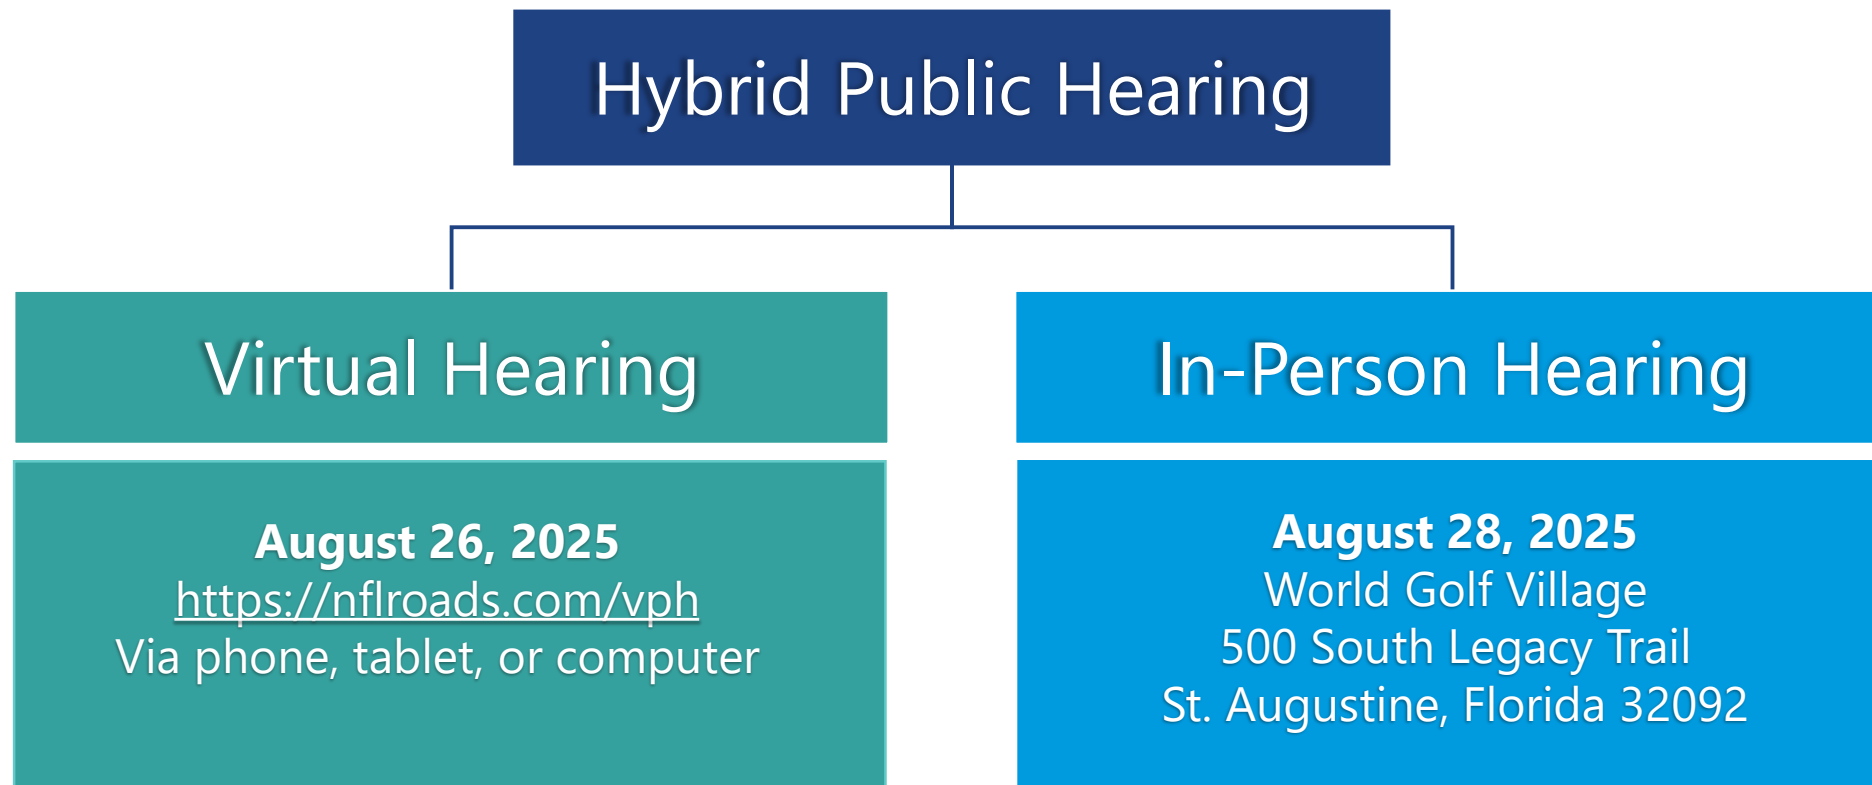 Hybrid Public Hearing
Virtual Hearing
August 26, 2025
https://nflroads.com/vph
Via phone, tablet, or computer
In-Person Hearing
August 28, 2025
World Golf Village
500 South Legacy Trail
St. Augustine, Florida 32092